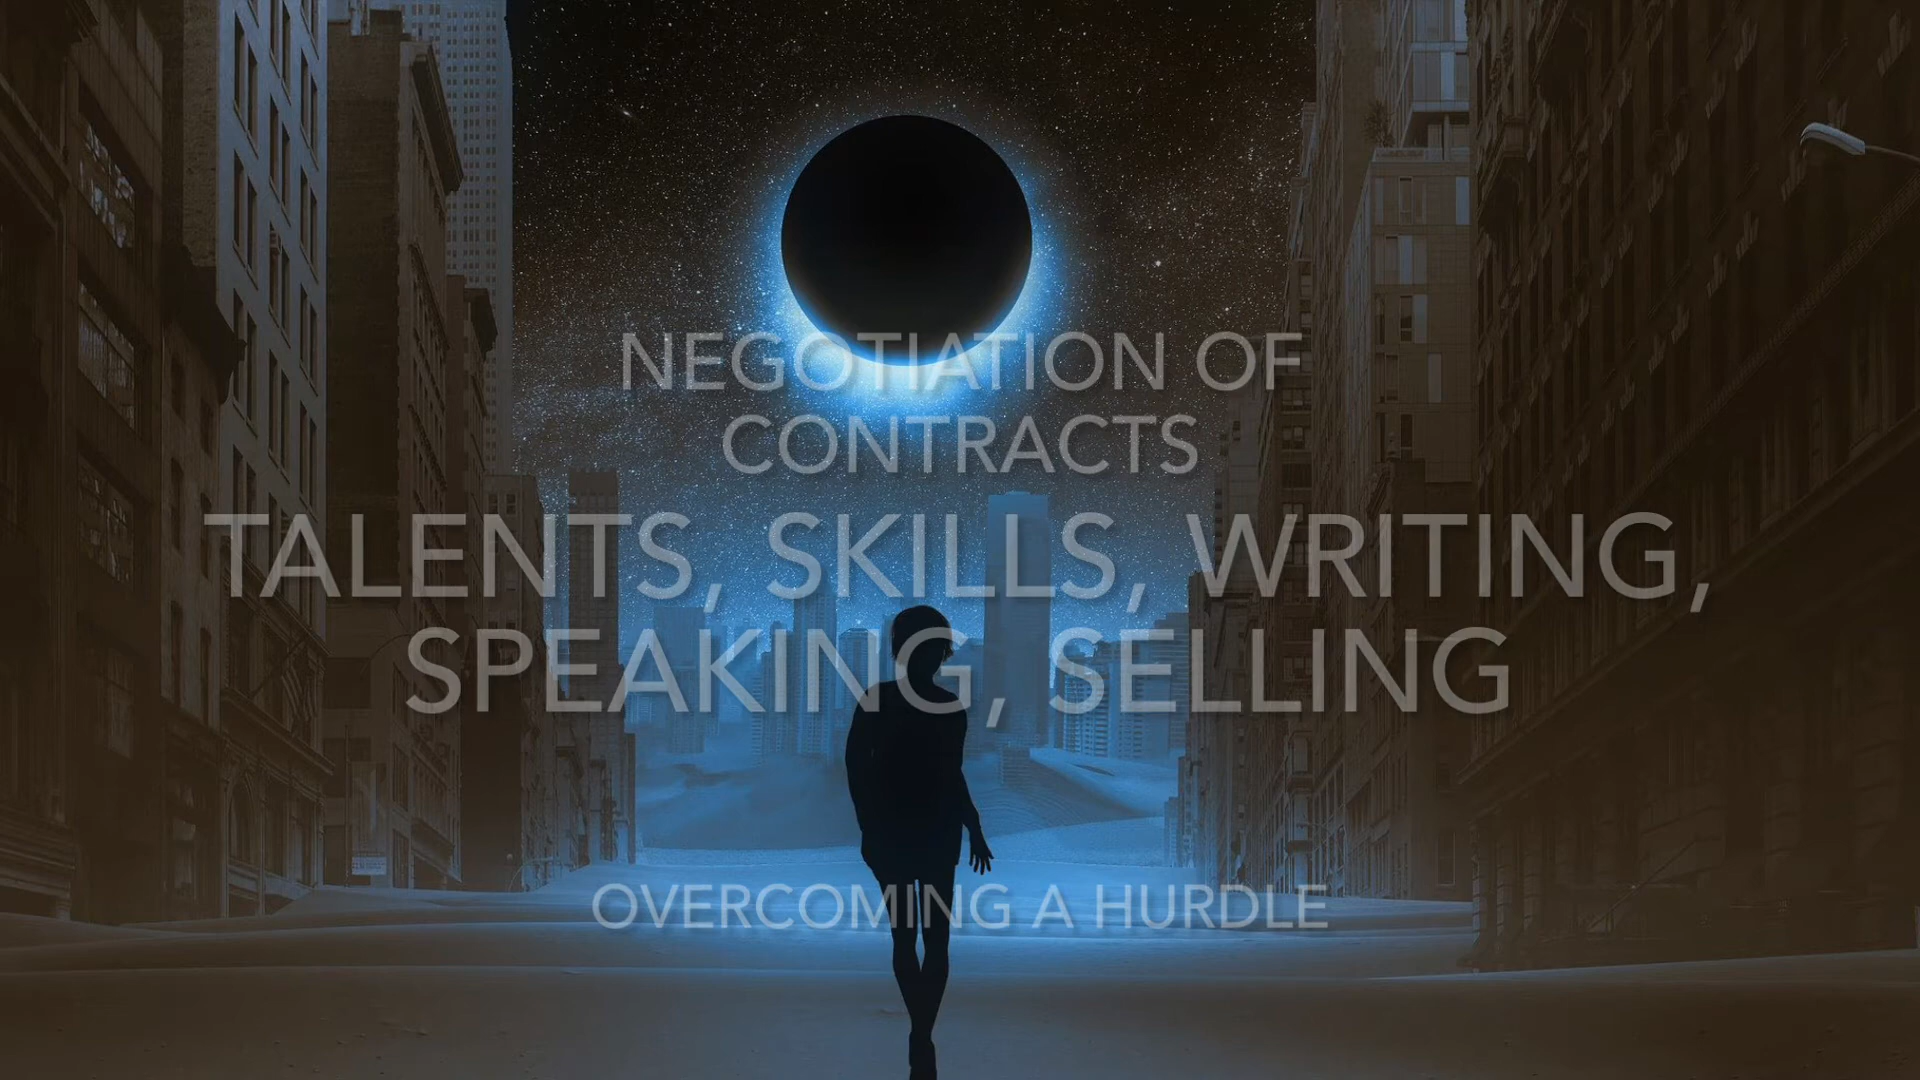 NEGOTIATION OF
CONTRACTS
TALENTS, SKILLS, WRITING,
SPEAKING, SELLING
OVERCOMING A HURDLE